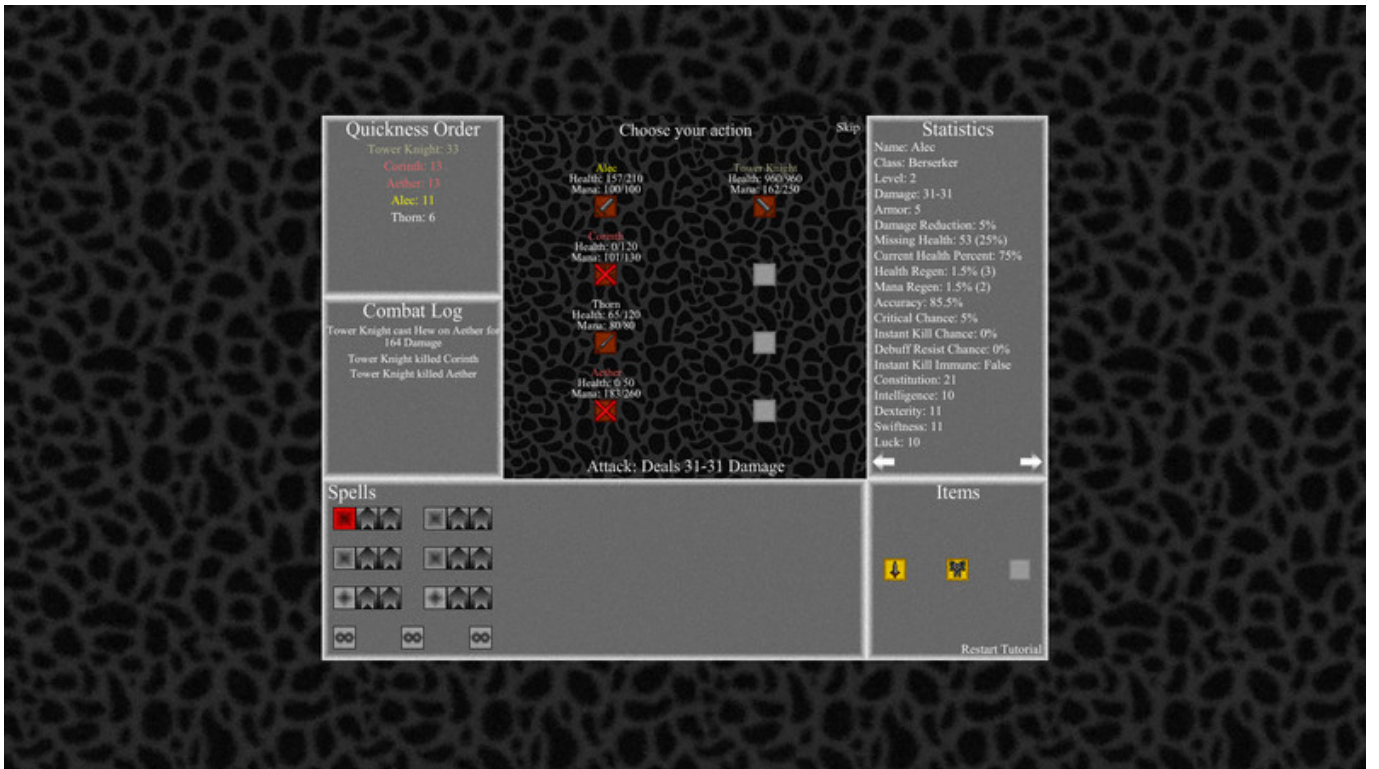 Quickness Order
Tower Knight: 33
Corinth: 13
Aether: 13
Alec: 11
Thorn: 6
Combat Log
Tower Knight cast Hew on Aether for
164 Damage
Tower Knight killed Corinth
Tower Knight killed Aether
Choose your action
Skip
Alec
Health: 157/210
Mana: 100/100
Tower Knight
Health: 960/960
Mana: 162/250
Corinth
Health: 0/120
Mana: 101/130
Thorn
Health: 65/120
Mana: 80/80
Aether
Health: 0/50
Mana: 183/260
Attack: Deals 31-31 Damage
Statistics
Name: Alec
Class: Berserker
Level: 2
Damage: 31-31
Armor: 5
Damage Reduction: 5%
Missing Health: 53 (25%)
Current Health Percent: 75%
Health Regen: 1.5% (3)
Mana Regen: 1.5% (2)
Accuracy: 85.5%
Critical Chance: 5%
Instant Kill Chance: 0%
Debuff Resist Chance: 0%
Instant Kill Immune: False
Constitution: 21
Intelligence: 10
Dexterity: 11
Swiftness: 11
Luck: 10
Spells
Items
Restart Tutorial